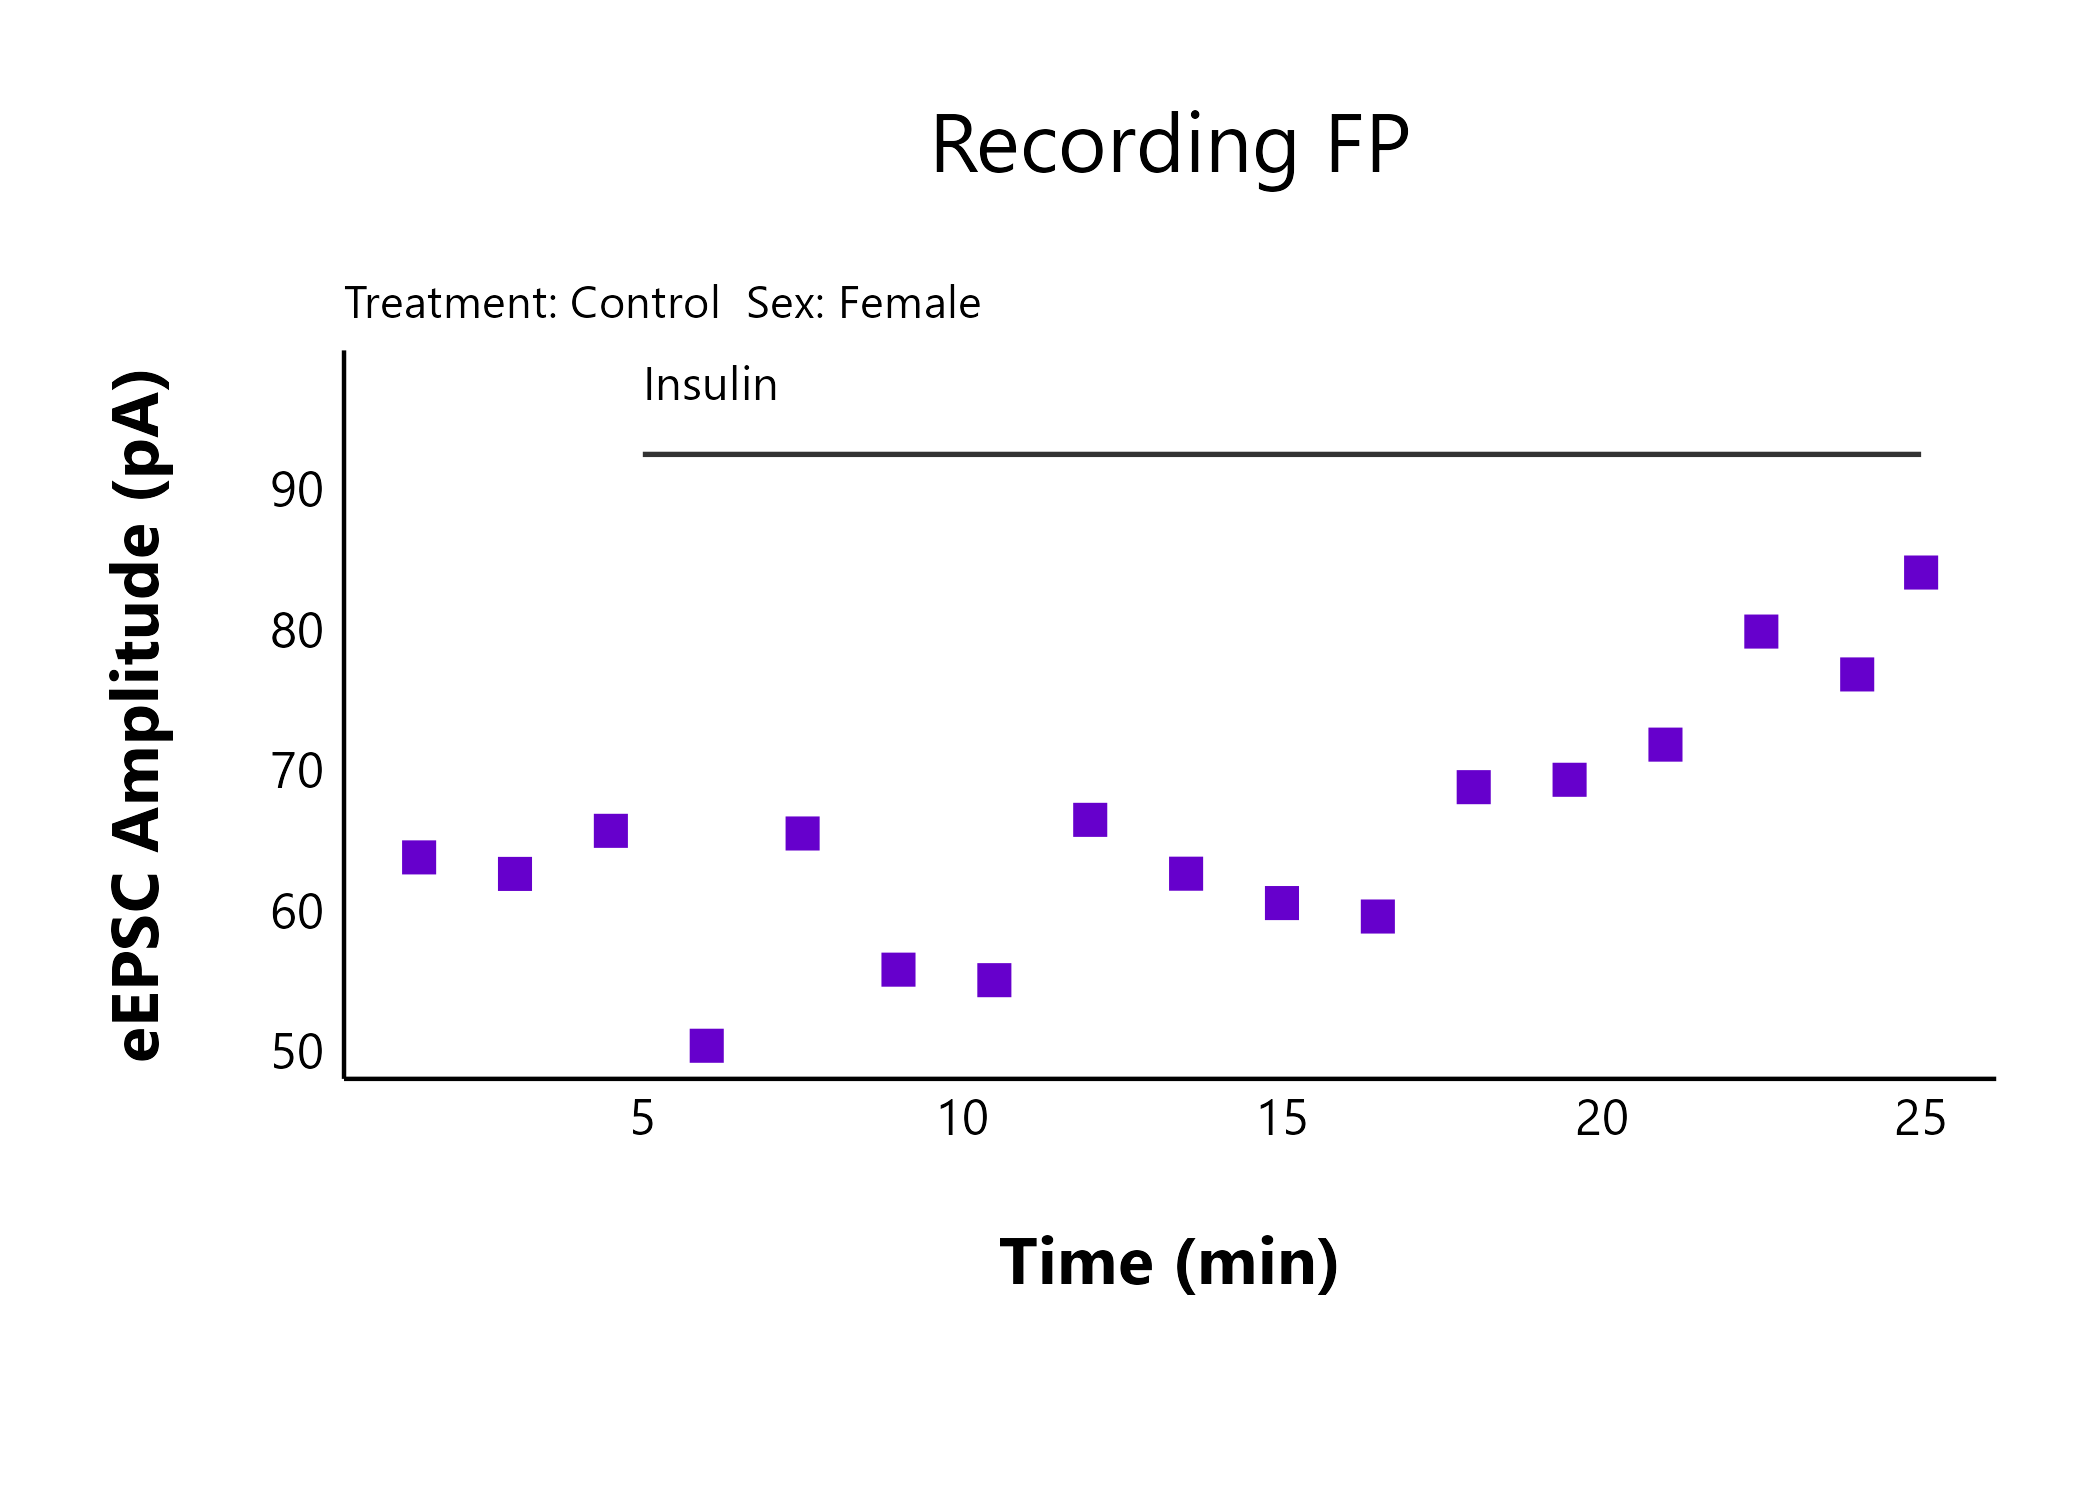 Recording FP
Treatment: Control  Sex: Female
Insulin
eEPSC Amplitude (pA)
90
80
70
60
50
5 10 15 20 25
Time (min)